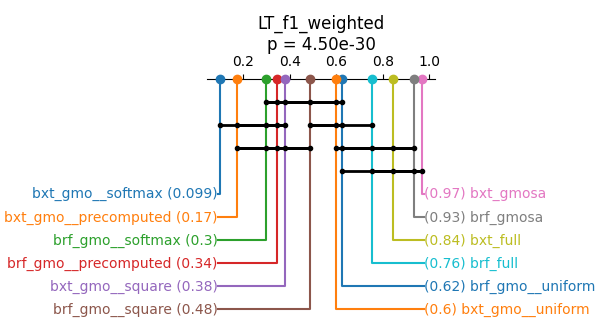 LT_f1_weighted
p = 4.50e-30
0.2 0.4 0.6 0.8 1.0
bxt_gmo__softmax (0.099) (0.97) bxt_gmosa
bxt_gmo__precomputed (0.17) (0.93) brf_gmosa
brf_gmo__softmax (0.3) (0.84) bxt_full
brf_gmo__precomputed (0.34) (0.76) brf_full
bxt_gmo__square (0.38) (0.62) brf_gmo__uniform
brf_gmo__square (0.48) (0.6) bxt_gmo__uniform